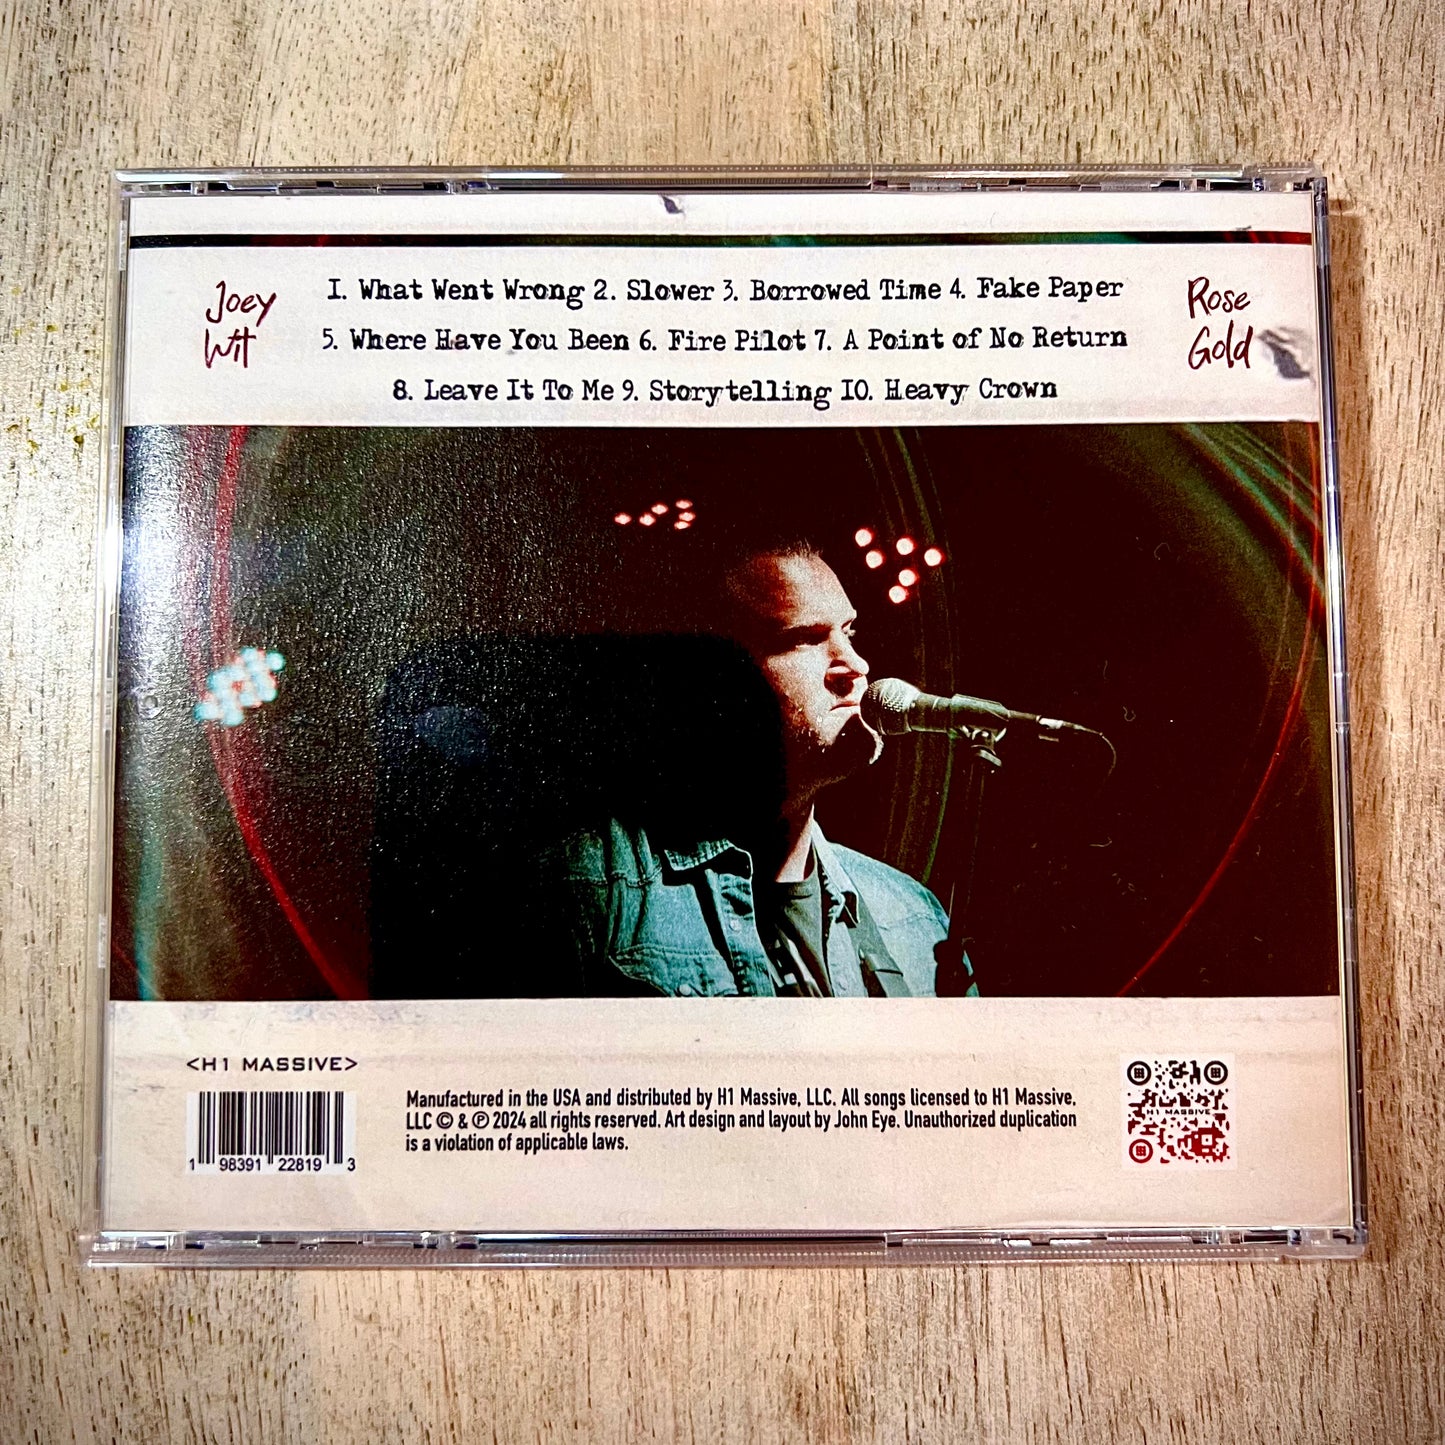 Joey
Wit
1. What Went Wrong 2. Slower 3. Borrowed Time 4. Fake Paper
5. Where Have You Been 6. Fire Pilot 7. A Point of No Return
8. Leave It To Me 9. Storytelling 10. Heavy Crown
Rose
Gold
<H1 MASSIVE>
1 98391 22819 3
Manufactured in the USA and distributed by H1 Massive, LLC. All songs licensed to H1 Massive,
LLC © & ℗ 2024 all rights reserved. Art design and layout by John Eye. Unauthorized duplication
is a violation of applicable laws.
H1 MASSIVE